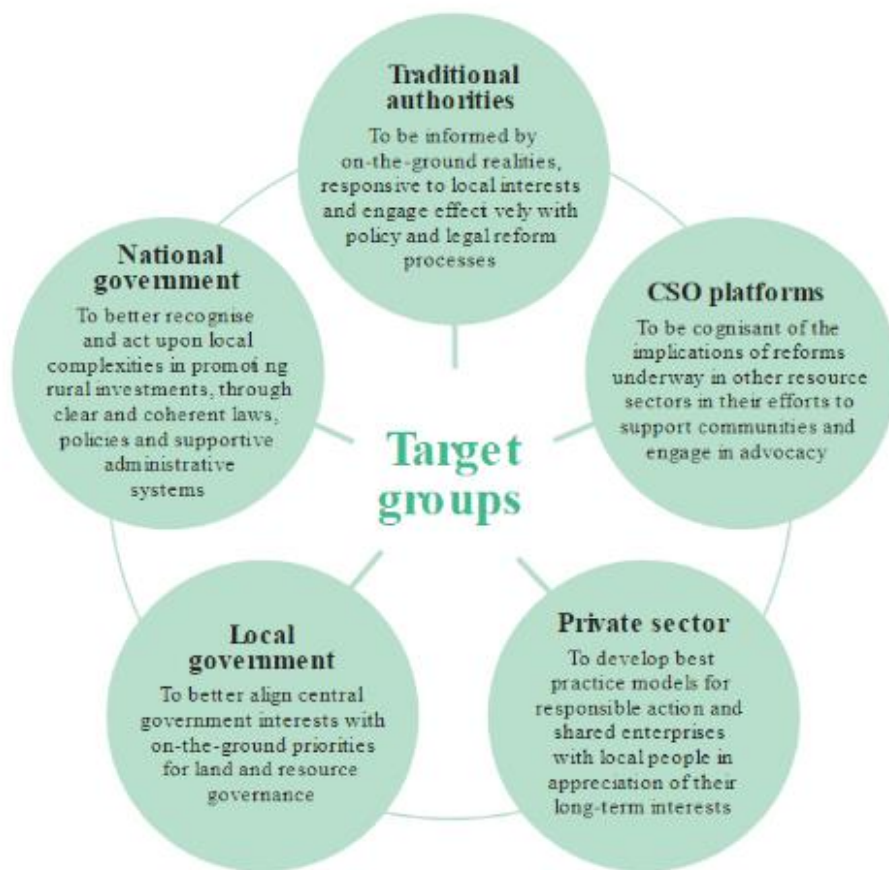 Traditional
authorities
To be informed by
on-the-ground realities,
responsive to local interests
and engage effect vely with
policy and legal reform
processes
National
government
To better recognise
and act upon local
complexities in promoting
rural investments, through
clear and coherent laws,
policies and supportive
administrative
systems
CSO platforms
To be cognisant of the
implications of reforms
underway in other resource
sectors in their efforts to
support communities and
engage in advocacy
Target
groups
Local
government
To better align central
government interests with
on-the-ground priorities
for land and resource
governance
Private sector
To develop best
practice models for
responsible action and
shared enterprises
with local people in
appreciation of their
long-term interests